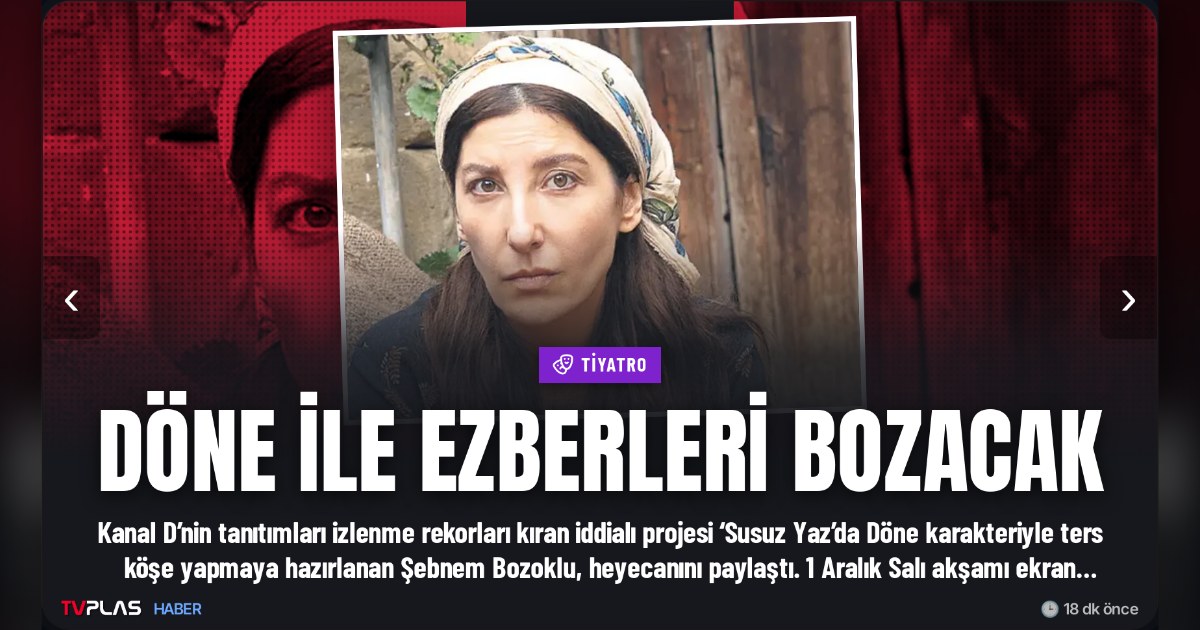 TİYATRO
DÖNE İLE EZBERLERİ BOZACAK
Kanal D’nin tanıtımları izlenme rekorları kıran iddialı projesi ‘Susuz Yaz’da Döne karakteriyle ters
köşe yapmaya hazırlanan Şebnem Bozoklu, heyecanını paylaştı. 1 Aralık Salı akşamı ekran...
TVPLAS HABER
18 dk önce